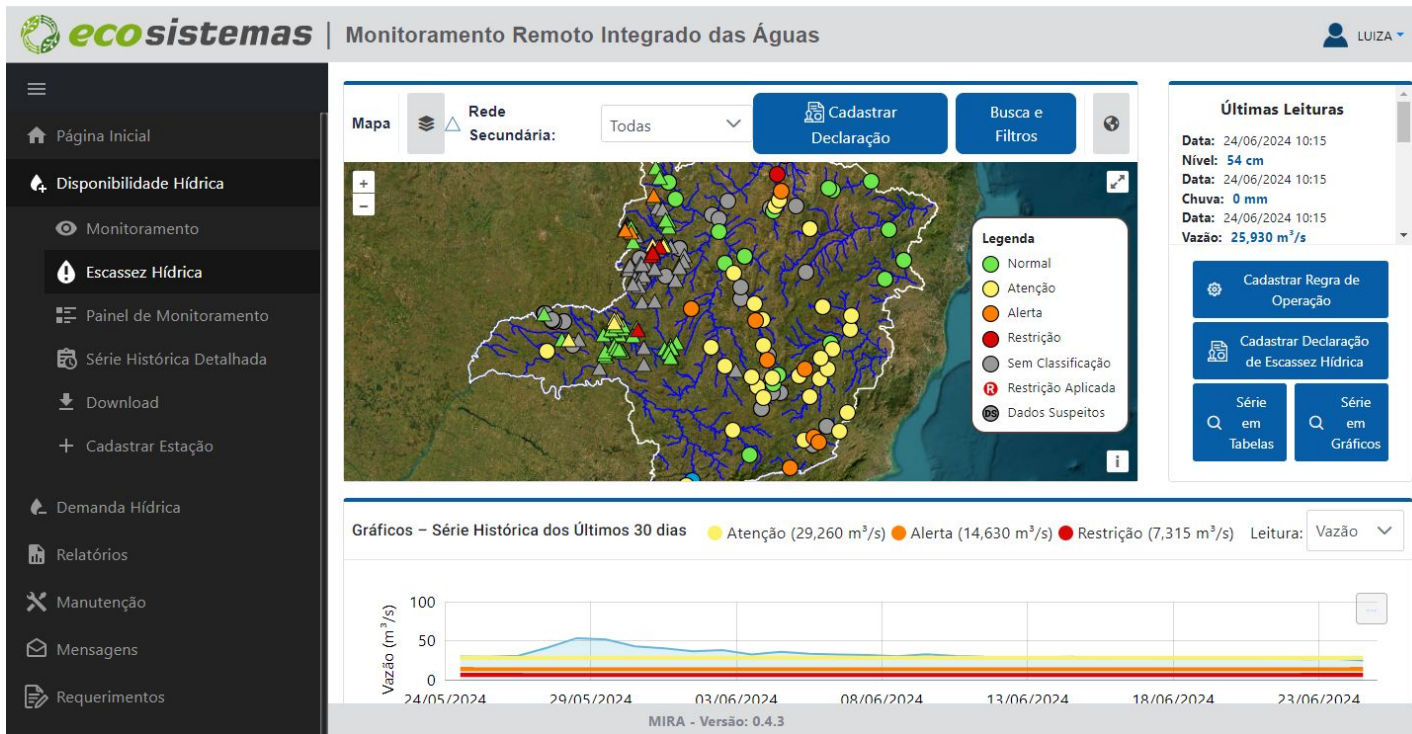 ecosistemas | Monitoramento Remoto Integrado das Águas
LUIZA
Página Inicial
Disponibilidade Hídrica
Monitoramento
Escassez Hídrica
Painel de Monitoramento
Série Histórica Detalhada
Download
Cadastrar Estação
Demanda Hídrica
Relatórios
Manutenção
Mensagens
Requerimentos
Mapa
Rede
Secundária:
Todas
Cadastrar
Declaração
Busca e
Filtros
+
−
Legenda
Normal
Atenção
Alerta
Restrição
Sem Classificação
R Restrição Aplicada
DS Dados Suspeitos
i
Últimas Leituras
Data: 24/06/2024 10:15
Nível: 54 cm
Data: 24/06/2024 10:15
Chuva: 0 mm
Data: 24/06/2024 10:15
Vazão: 25,930 m³/s
Cadastrar Regra de
Operação
Cadastrar Declaração
de Escassez Hídrica
Série
em
Tabelas
Série
em
Gráficos
Gráficos – Série Histórica dos Últimos 30 dias
Atenção (29,260 m³/s) Alerta (14,630 m³/s) Restrição (7,315 m³/s)
Leitura: Vazão
Vazão (m³/s)
100
50
0
24/05/2024 29/05/2024 03/06/2024 08/06/2024 13/06/2024 18/06/2024 23/06/2024
MIRA - Versão: 0.4.3